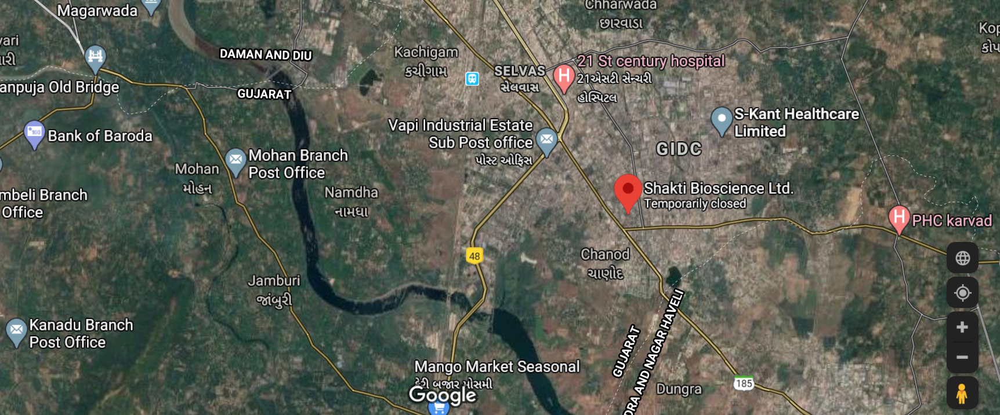 Magarwada
Chharwada
છારવાડા
DAMAN AND DIU
Kachigam
કચીગામ
SELVAS
સેલવાસ
21 St century hospital
21એસટી સેન્ચરી
હોસ્પિટલ
anpuja Old Bridge
GUJARAT
Bank of Baroda
Vapi Industrial Estate
Sub Post office
પોસ્ટ ઓફિસ
S-Kant Healthcare
Limited
GIDC
Mohan Branch
Post Office
Mohan
મોહન
Namdha
નામધા
mbeli Branch
Office
Shakti Bioscience Ltd.
Temporarily closed
PHC karvad
48
Chanod
ચાણોદ
Jamburi
જાંબુરી
Kanadu Branch
Post Office
GUJARAT
DRA AND NAGAR HAVELI
Mango Market Seasonal
કેરી બજાર મોસમી
Google
Dungra
185